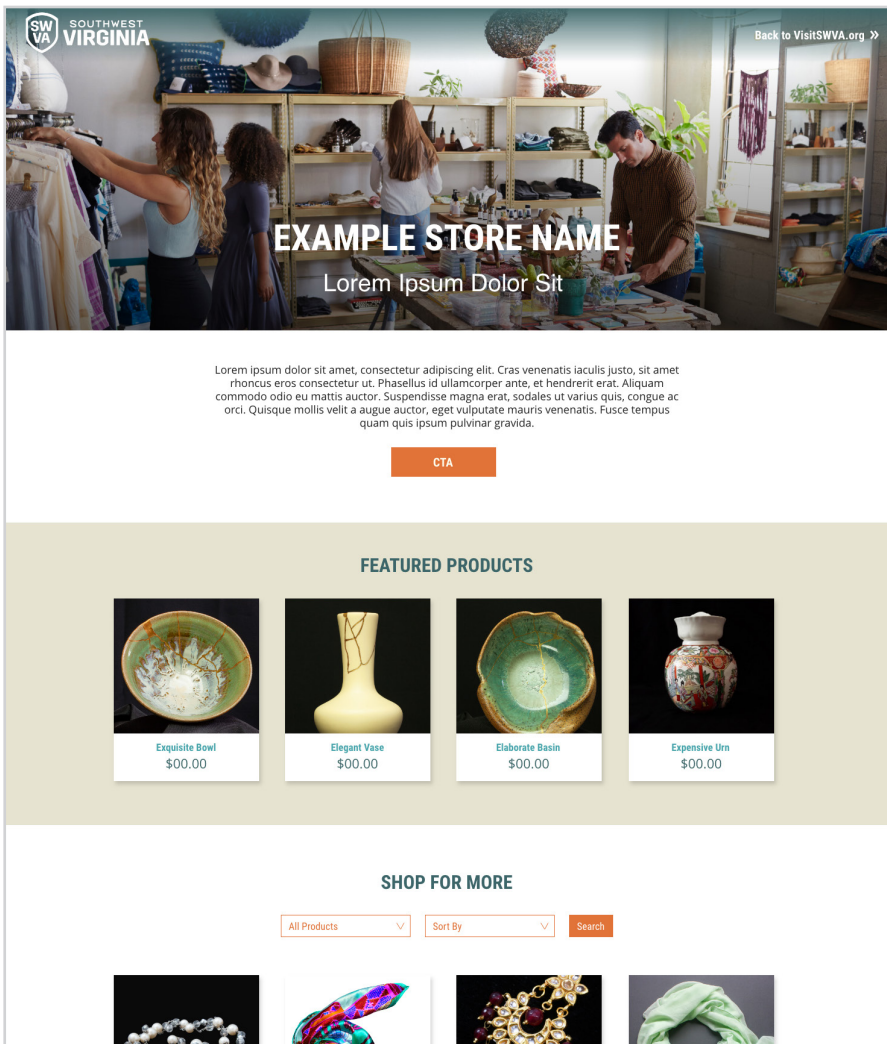 SW
VA
SOUTHWEST
VIRGINIA
Back to VisitSWVA.org »
EXAMPLE STORE NAME
Lorem Ipsum Dolor Sit
Lorem ipsum dolor sit amet, consectetur adipiscing elit. Cras venenatis iaculis justo, sit amet
rhoncus eros consectetur ut. Phasellus id ullamcorper ante, et hendrerit erat. Aliquam
commodo odio eu mattis auctor. Suspendisse magna erat, sodales ut varius quis, congue ac
orci. Quisque mollis velit a augue auctor, eget vulputate mauris venenatis. Fusce tempus
quam quis ipsum pulvinar gravida.
CTA
FEATURED PRODUCTS
Exquisite Bowl
$00.00
Elegant Vase
$00.00
Elaborate Basin
$00.00
Expensive Urn
$00.00
SHOP FOR MORE
All Products
Sort By
Search